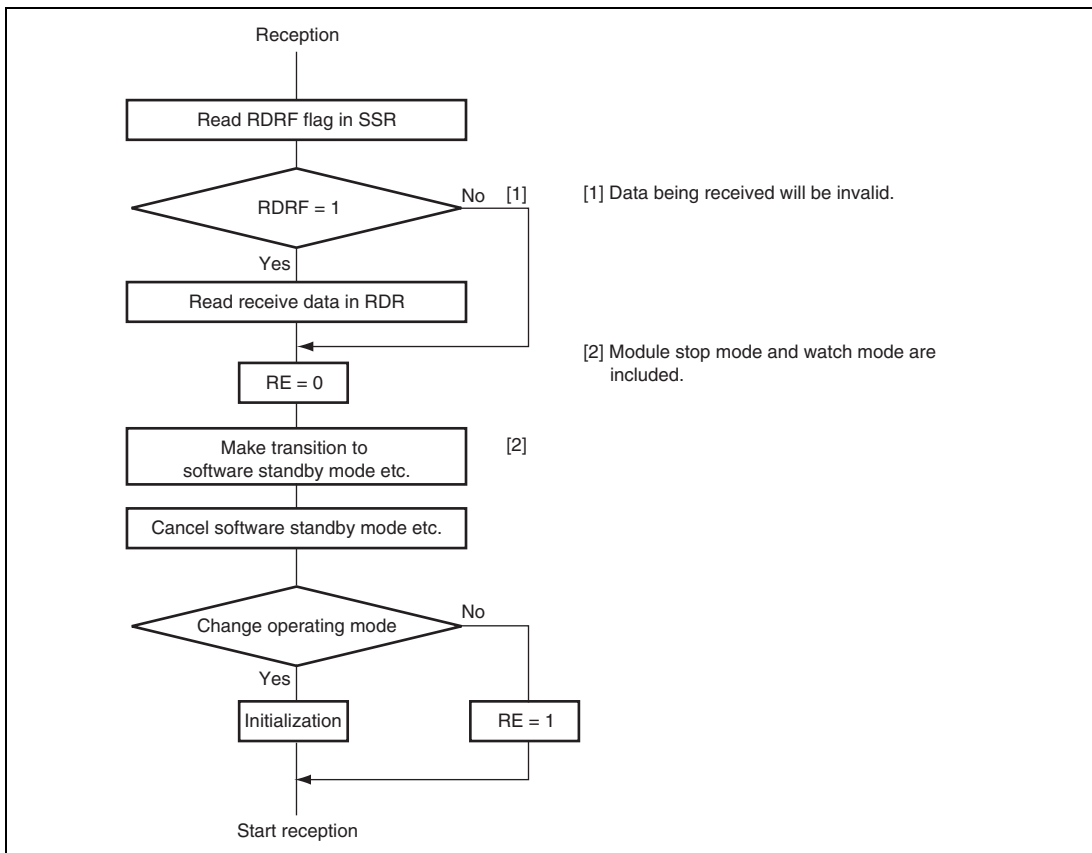 Reception
Read RDRF flag in SSR
RDRF = 1
No [1]
[1] Data being received will be invalid.
Yes
Read receive data in RDR
RE = 0
[2] Module stop mode and watch mode are
included.
Make transition to
software standby mode etc.
[2]
Cancel software standby mode etc.
Change operating mode
No
Yes
Initialization
RE = 1
Start reception